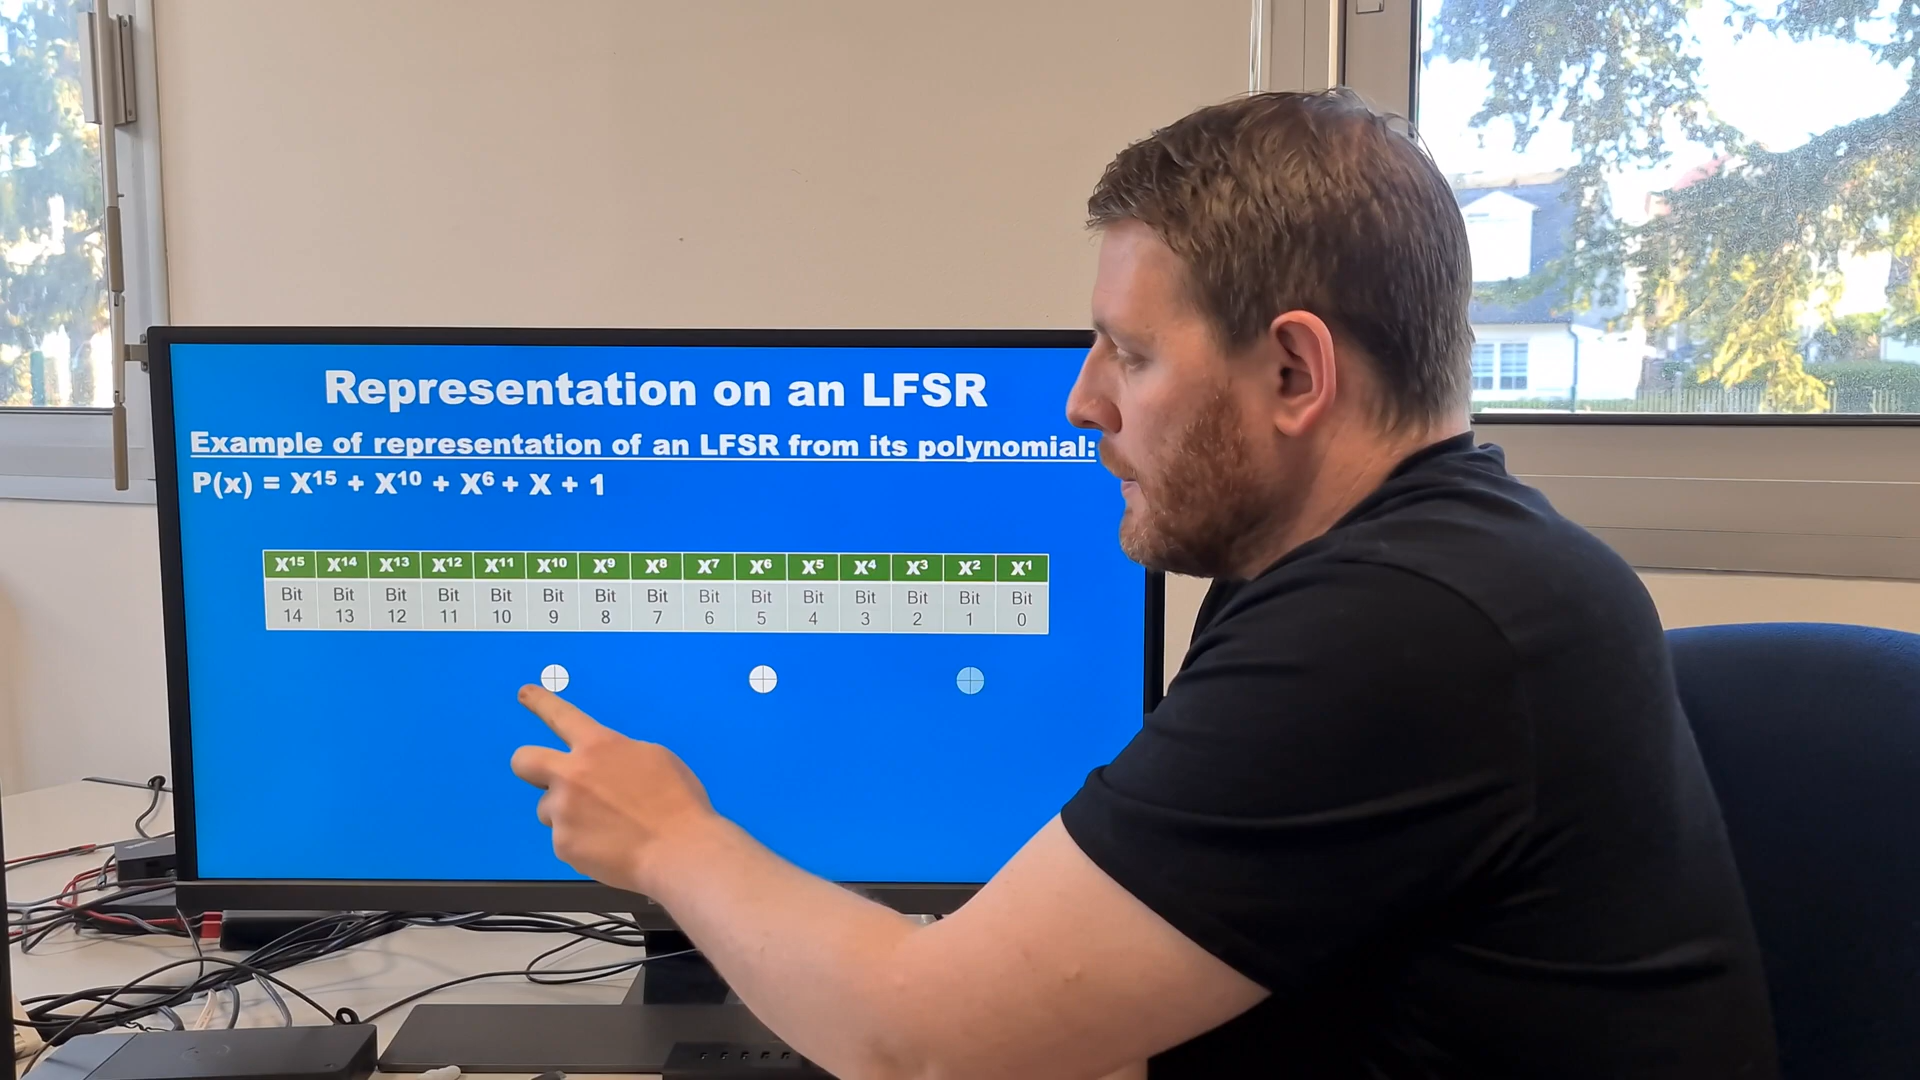 Representation on an LFSR
Example of representation of an LFSR from its polynomial:
P(x) = X¹⁵ + X¹⁰ + X⁶ + X + 1
X¹⁵ X¹⁴ X¹³ X¹² X¹¹ X¹⁰ X⁹ X⁸ X⁷ X⁶ X⁵ X⁴ X³ X² X¹
Bit Bit Bit Bit Bit Bit Bit Bit Bit Bit Bit Bit Bit Bit Bit
14 13 12 11 10 9 8 7 6 5 4 3 2 1 0